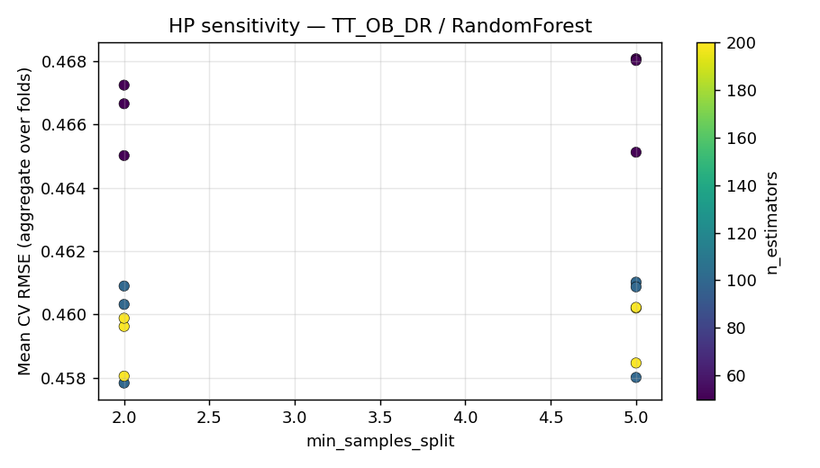 HP sensitivity — TT_OB_DR / RandomForest
Mean CV RMSE (aggregate over folds)
0.468
0.466
0.464
0.462
0.460
0.458
2.0 2.5 3.0 3.5 4.0 4.5 5.0
min_samples_split
200
180
160
140
120
100
80
60
n_estimators